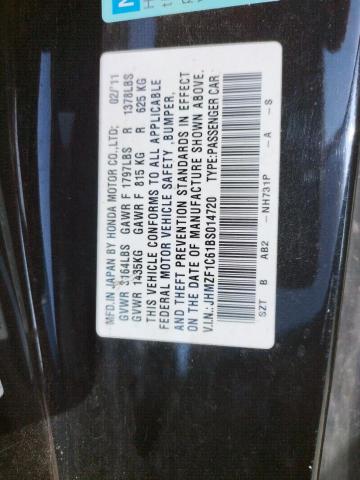 MFD.IN JAPAN BY HONDA MOTOR CO.,LTD: 02/'11
GVWR 3164LBS GAWR F 1797LBS R 1378LBS
GVWR 1435KG GAWR F 815 KG R 625 KG
THIS VEHICLE CONFORMS TO ALL APPLICABLE
FEDERAL MOTOR VEHICLE SAFETY ,BUMPER,
AND THEFT PREVENTION STANDARDS IN EFFECT
ON THE DATE OF MANUFACTURE SHOWN ABOVE.
V.I.N.:JHMZF1C61BS014720 TYPE:PASSENGER CAR
SZT B AB2 -NH731P -A -S